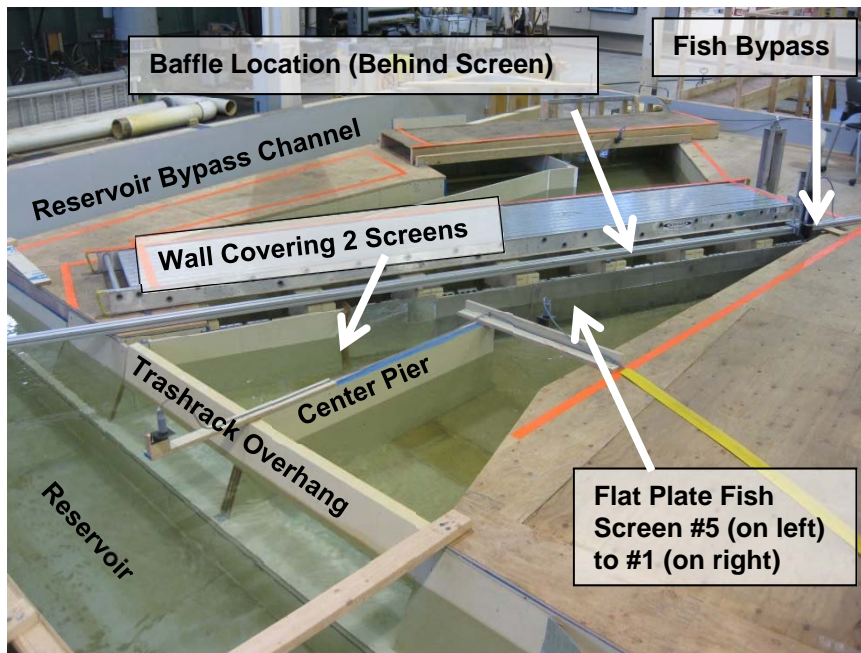 Baffle Location (Behind Screen)
Fish Bypass
Reservoir Bypass Channel
Wall Covering 2 Screens
Center Pier
Trashrack Overhang
Reservoir
Flat Plate Fish
Screen #5 (on left)
to #1 (on right)